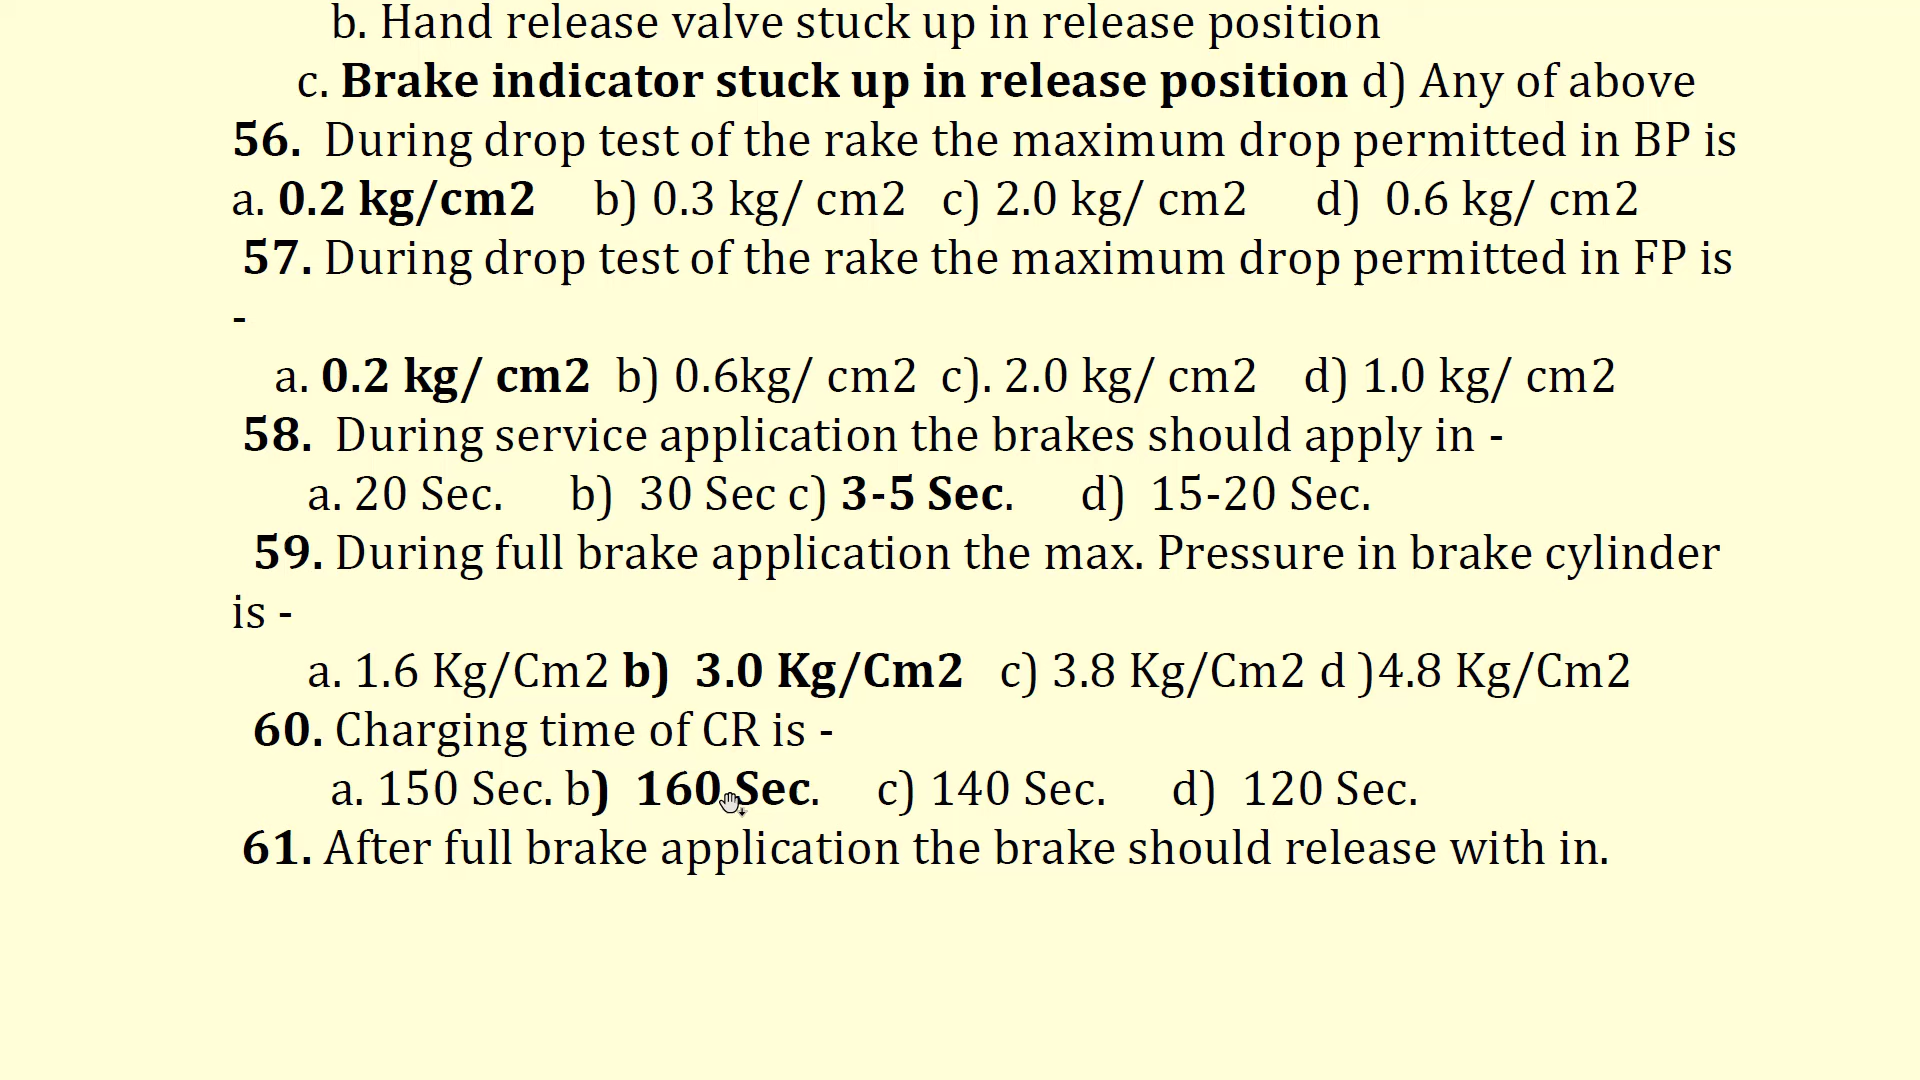 b. Hand release valve stuck up in release position
c. Brake indicator stuck up in release position d) Any of above
56. During drop test of the rake the maximum drop permitted in BP is
a. 0.2 kg/cm2 b) 0.3 kg/ cm2 c) 2.0 kg/ cm2 d) 0.6 kg/ cm2
57. During drop test of the rake the maximum drop permitted in FP is
-
a. 0.2 kg/ cm2 b) 0.6kg/ cm2 c). 2.0 kg/ cm2 d) 1.0 kg/ cm2
58. During service application the brakes should apply in -
a. 20 Sec. b) 30 Sec c) 3-5 Sec. d) 15-20 Sec.
59. During full brake application the max. Pressure in brake cylinder
is -
a. 1.6 Kg/Cm2 b) 3.0 Kg/Cm2 c) 3.8 Kg/Cm2 d )4.8 Kg/Cm2
60. Charging time of CR is -
a. 150 Sec. b) 160 Sec. c) 140 Sec. d) 120 Sec.
61. After full brake application the brake should release with in.